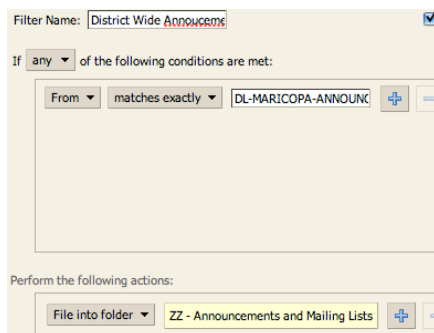 Filter Name: District Wide Annouceme
If any of the following conditions are met:
From matches exactly DL-MARICOPA-ANNOUNC
Perform the following actions:
File into folder ZZ - Announcements and Mailing Lists